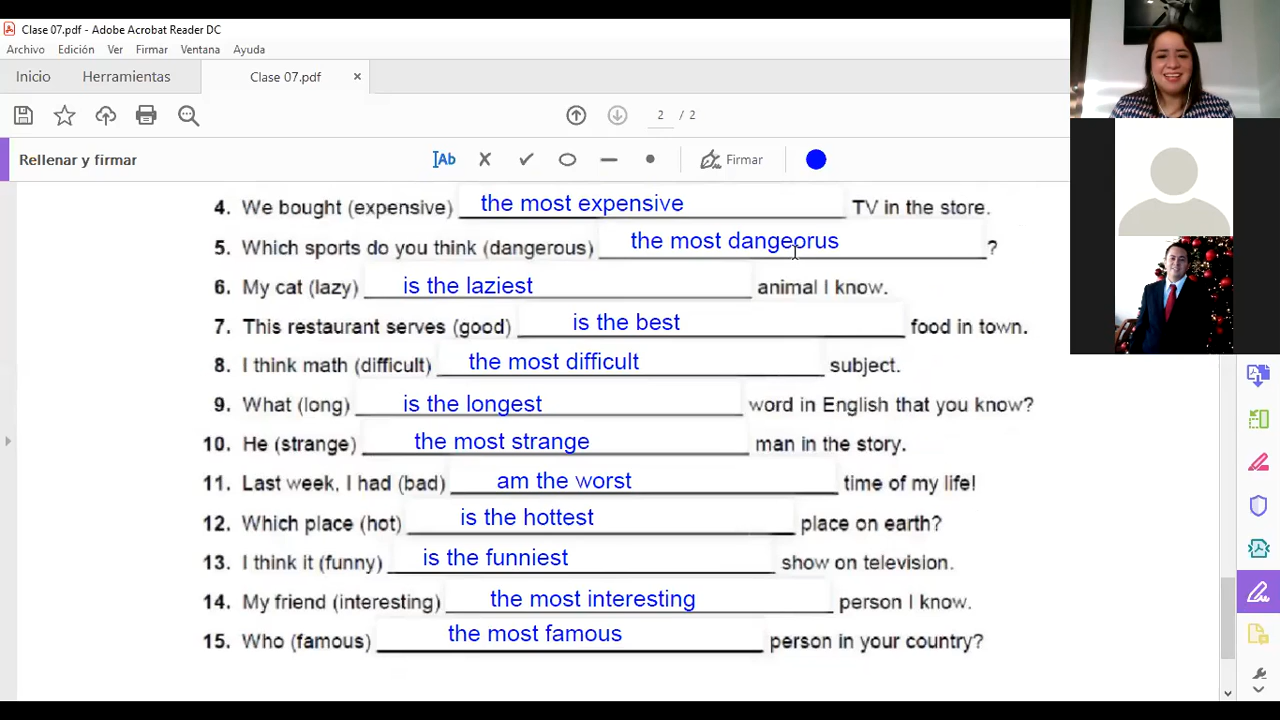 Clase 07.pdf - Adobe Acrobat Reader DC
Archivo Edición Ver Firmar Ventana Ayuda
Inicio Herramientas Clase 07.pdf ×
2 / 2
Rellenar y firmar Ab Firmar
4. We bought (expensive) the most expensive TV in the store.
5. Which sports do you think (dangerous) the most dangeorus ?
6. My cat (lazy) is the laziest animal I know.
7. This restaurant serves (good) is the best food in town.
8. I think math (difficult) the most difficult subject.
9. What (long) is the longest word in English that you know?
10. He (strange) the most strange man in the story.
11. Last week, I had (bad) am the worst time of my life!
12. Which place (hot) is the hottest place on earth?
13. I think it (funny) is the funniest show on television.
14. My friend (interesting) the most interesting person I know.
15. Who (famous) the most famous person in your country?